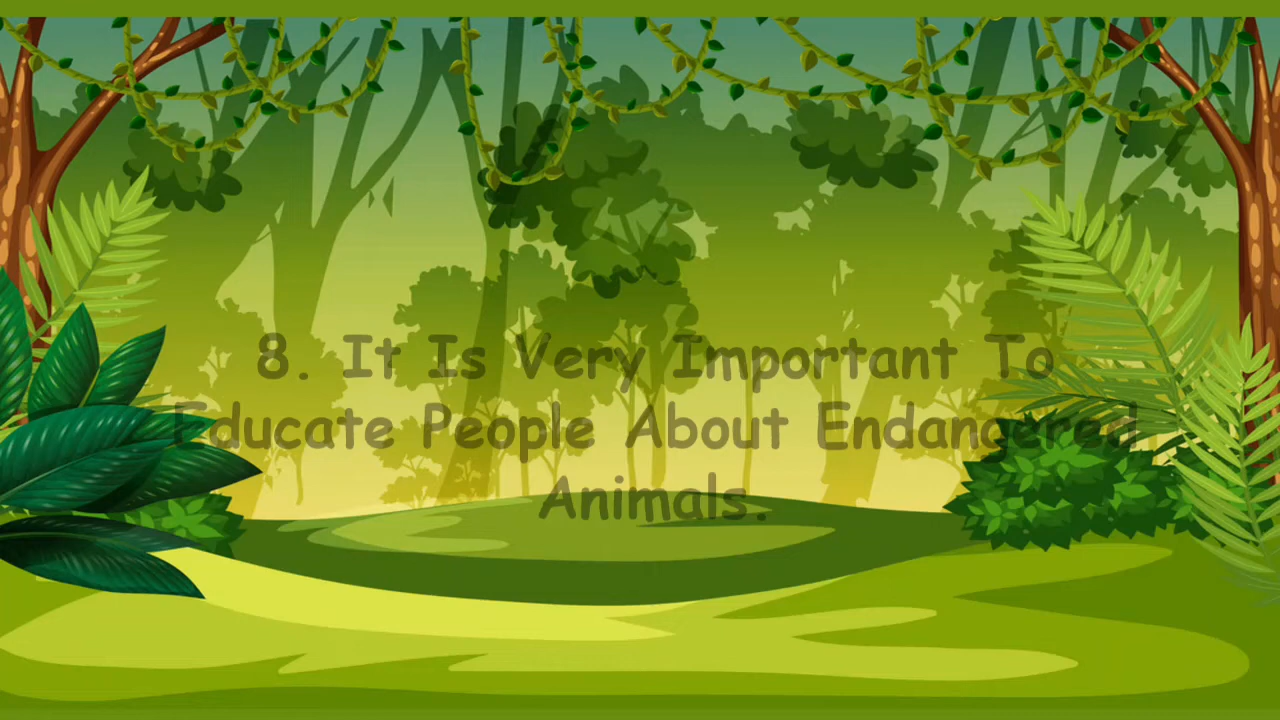 8. It Is Very Important To
Educate People About Endangered
Animals.